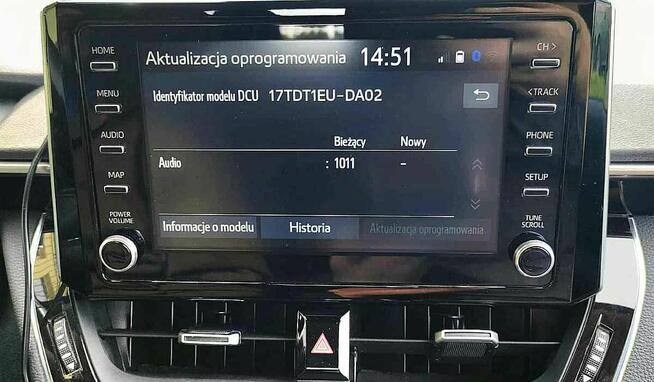 HOME
MENU
AUDIO
MAP
POWER
VOLUME
Aktualizacja oprogramowania 14:51
Identyfikator modelu DCU 17TDT1EU-DA02
Bieżący Nowy
Audio : 1011 –
Informacje o modelu Historia Aktualizacja oprogramowania
CH >
< TRACK
PHONE
SETUP
TUNE
SCROLL